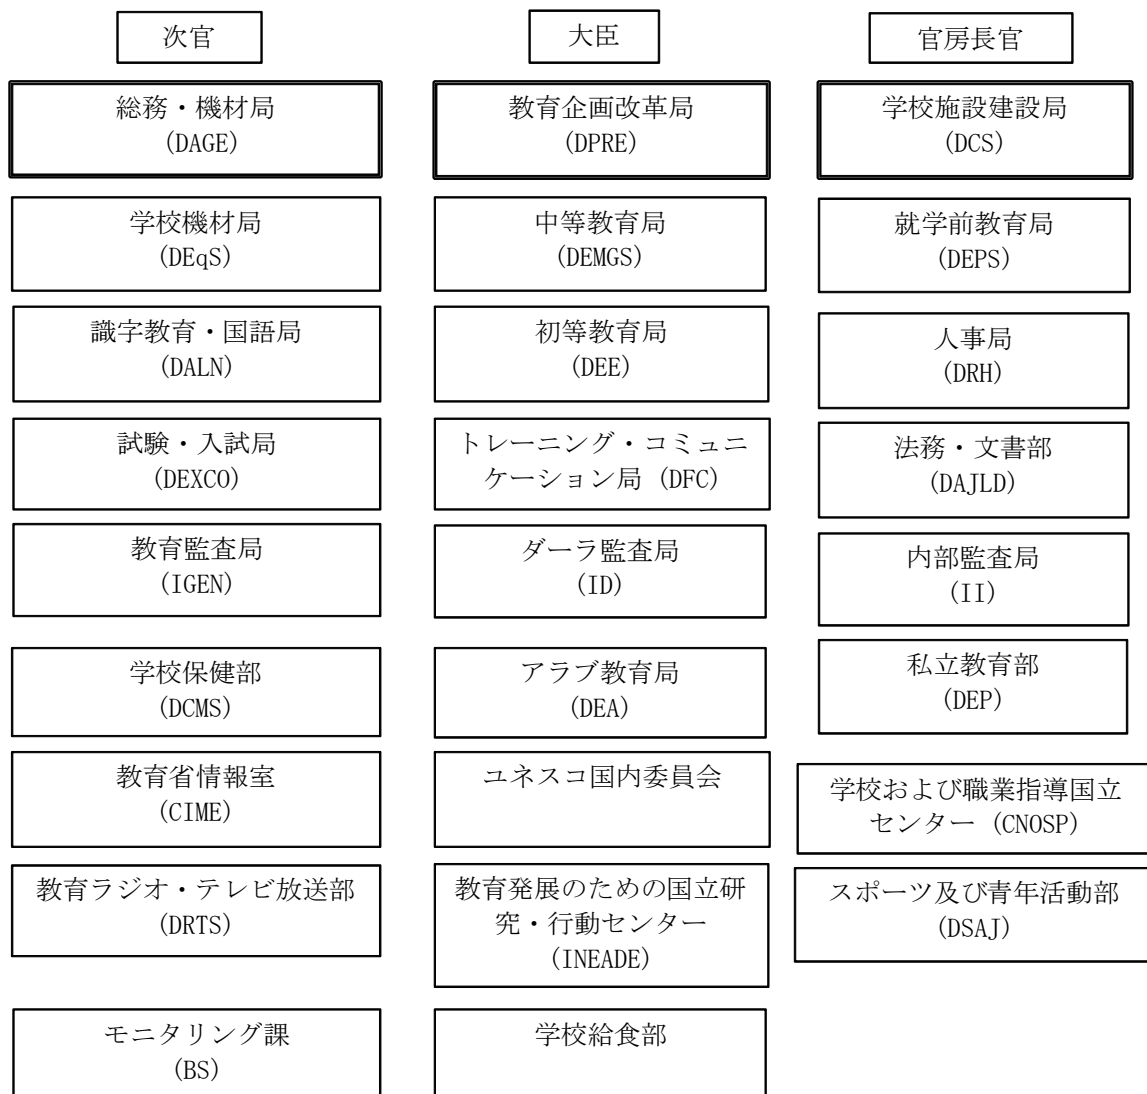 次官
大臣
官房長官
総務・機材局
(DAGE)
教育企画改革局
(DPRE)
学校施設建設局
(DCS)
学校機材局
(DEqS)
中等教育局
(DEMGS)
就学前教育局
(DEPS)
識字教育・国語局
(DALN)
初等教育局
(DEE)
人事局
(DRH)
試験・入試局
(DEXCO)
トレーニング・コミュニ
ケーション局 (DFC)
法務・文書部
(DAJLD)
教育監査局
(IGEN)
ダーラ監査局
(ID)
内部監査局
(II)
学校保健部
(DCMS)
アラブ教育局
(DEA)
私立教育部
(DEP)
教育省情報室
(CIME)
ユネスコ国内委員会
学校および職業指導国立
センター (CNOSP)
教育ラジオ・テレビ放送部
(DRTS)
教育発展のための国立研
究・行動センター
(INEADE)
スポーツ及び青年活動部
(DSAJ)
モニタリング課
(BS)
学校給食部